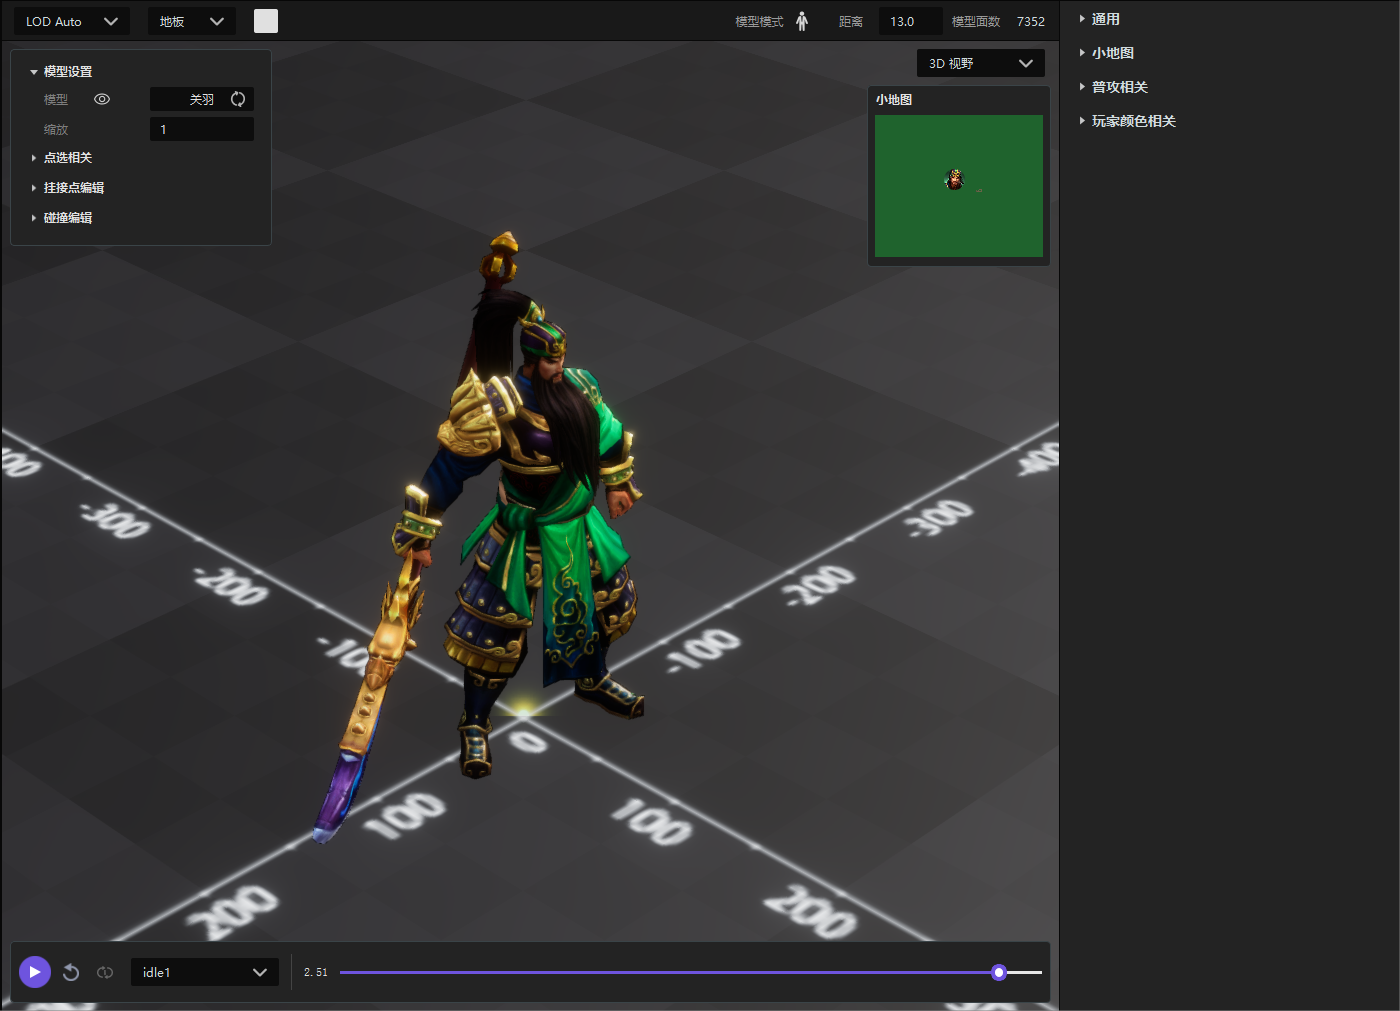 LOD Auto
地板
模型模式
距离
13.0
模型面数
7352
模型设置
模型
关羽
缩放
1
点选相关
挂接点编辑
碰撞编辑
3D 视野
小地图
通用
小地图
普攻相关
玩家颜色相关
-400
-300
-300
-200
-200
-100
0
100
100
200
200
idle1
2.51